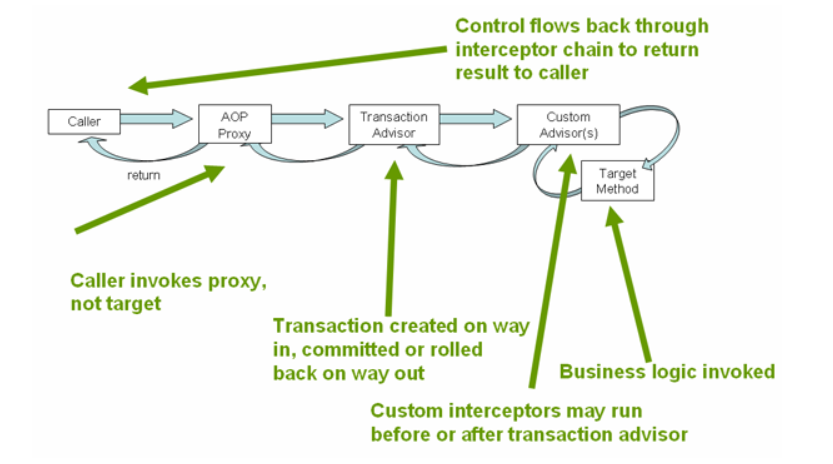 Control flows back through
interceptor chain to return
result to caller
Caller
AOP
Proxy
Transaction
Advisor
Custom
Advisor(s)
Target
Method
return
Caller invokes proxy,
not target
Transaction created on way
in, committed or rolled
back on way out
Business logic invoked
Custom interceptors may run
before or after transaction advisor